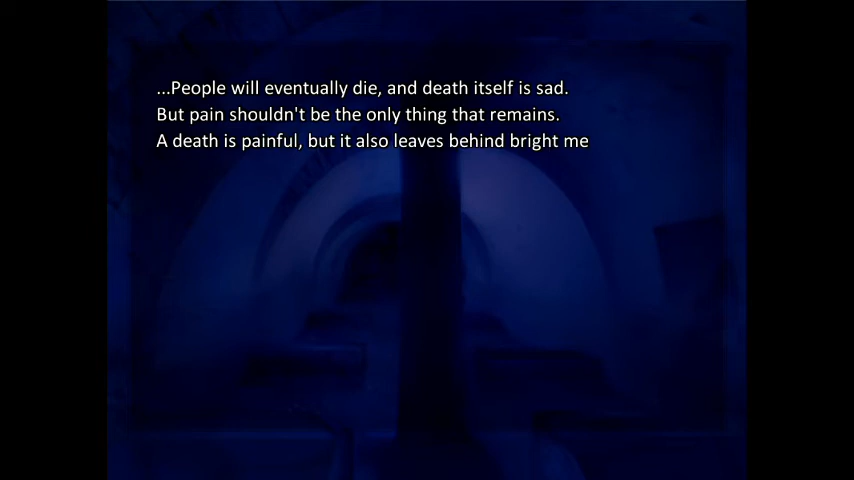 ...People will eventually die, and death itself is sad.
But pain shouldn't be the only thing that remains.
A death is painful, but it also leaves behind bright me